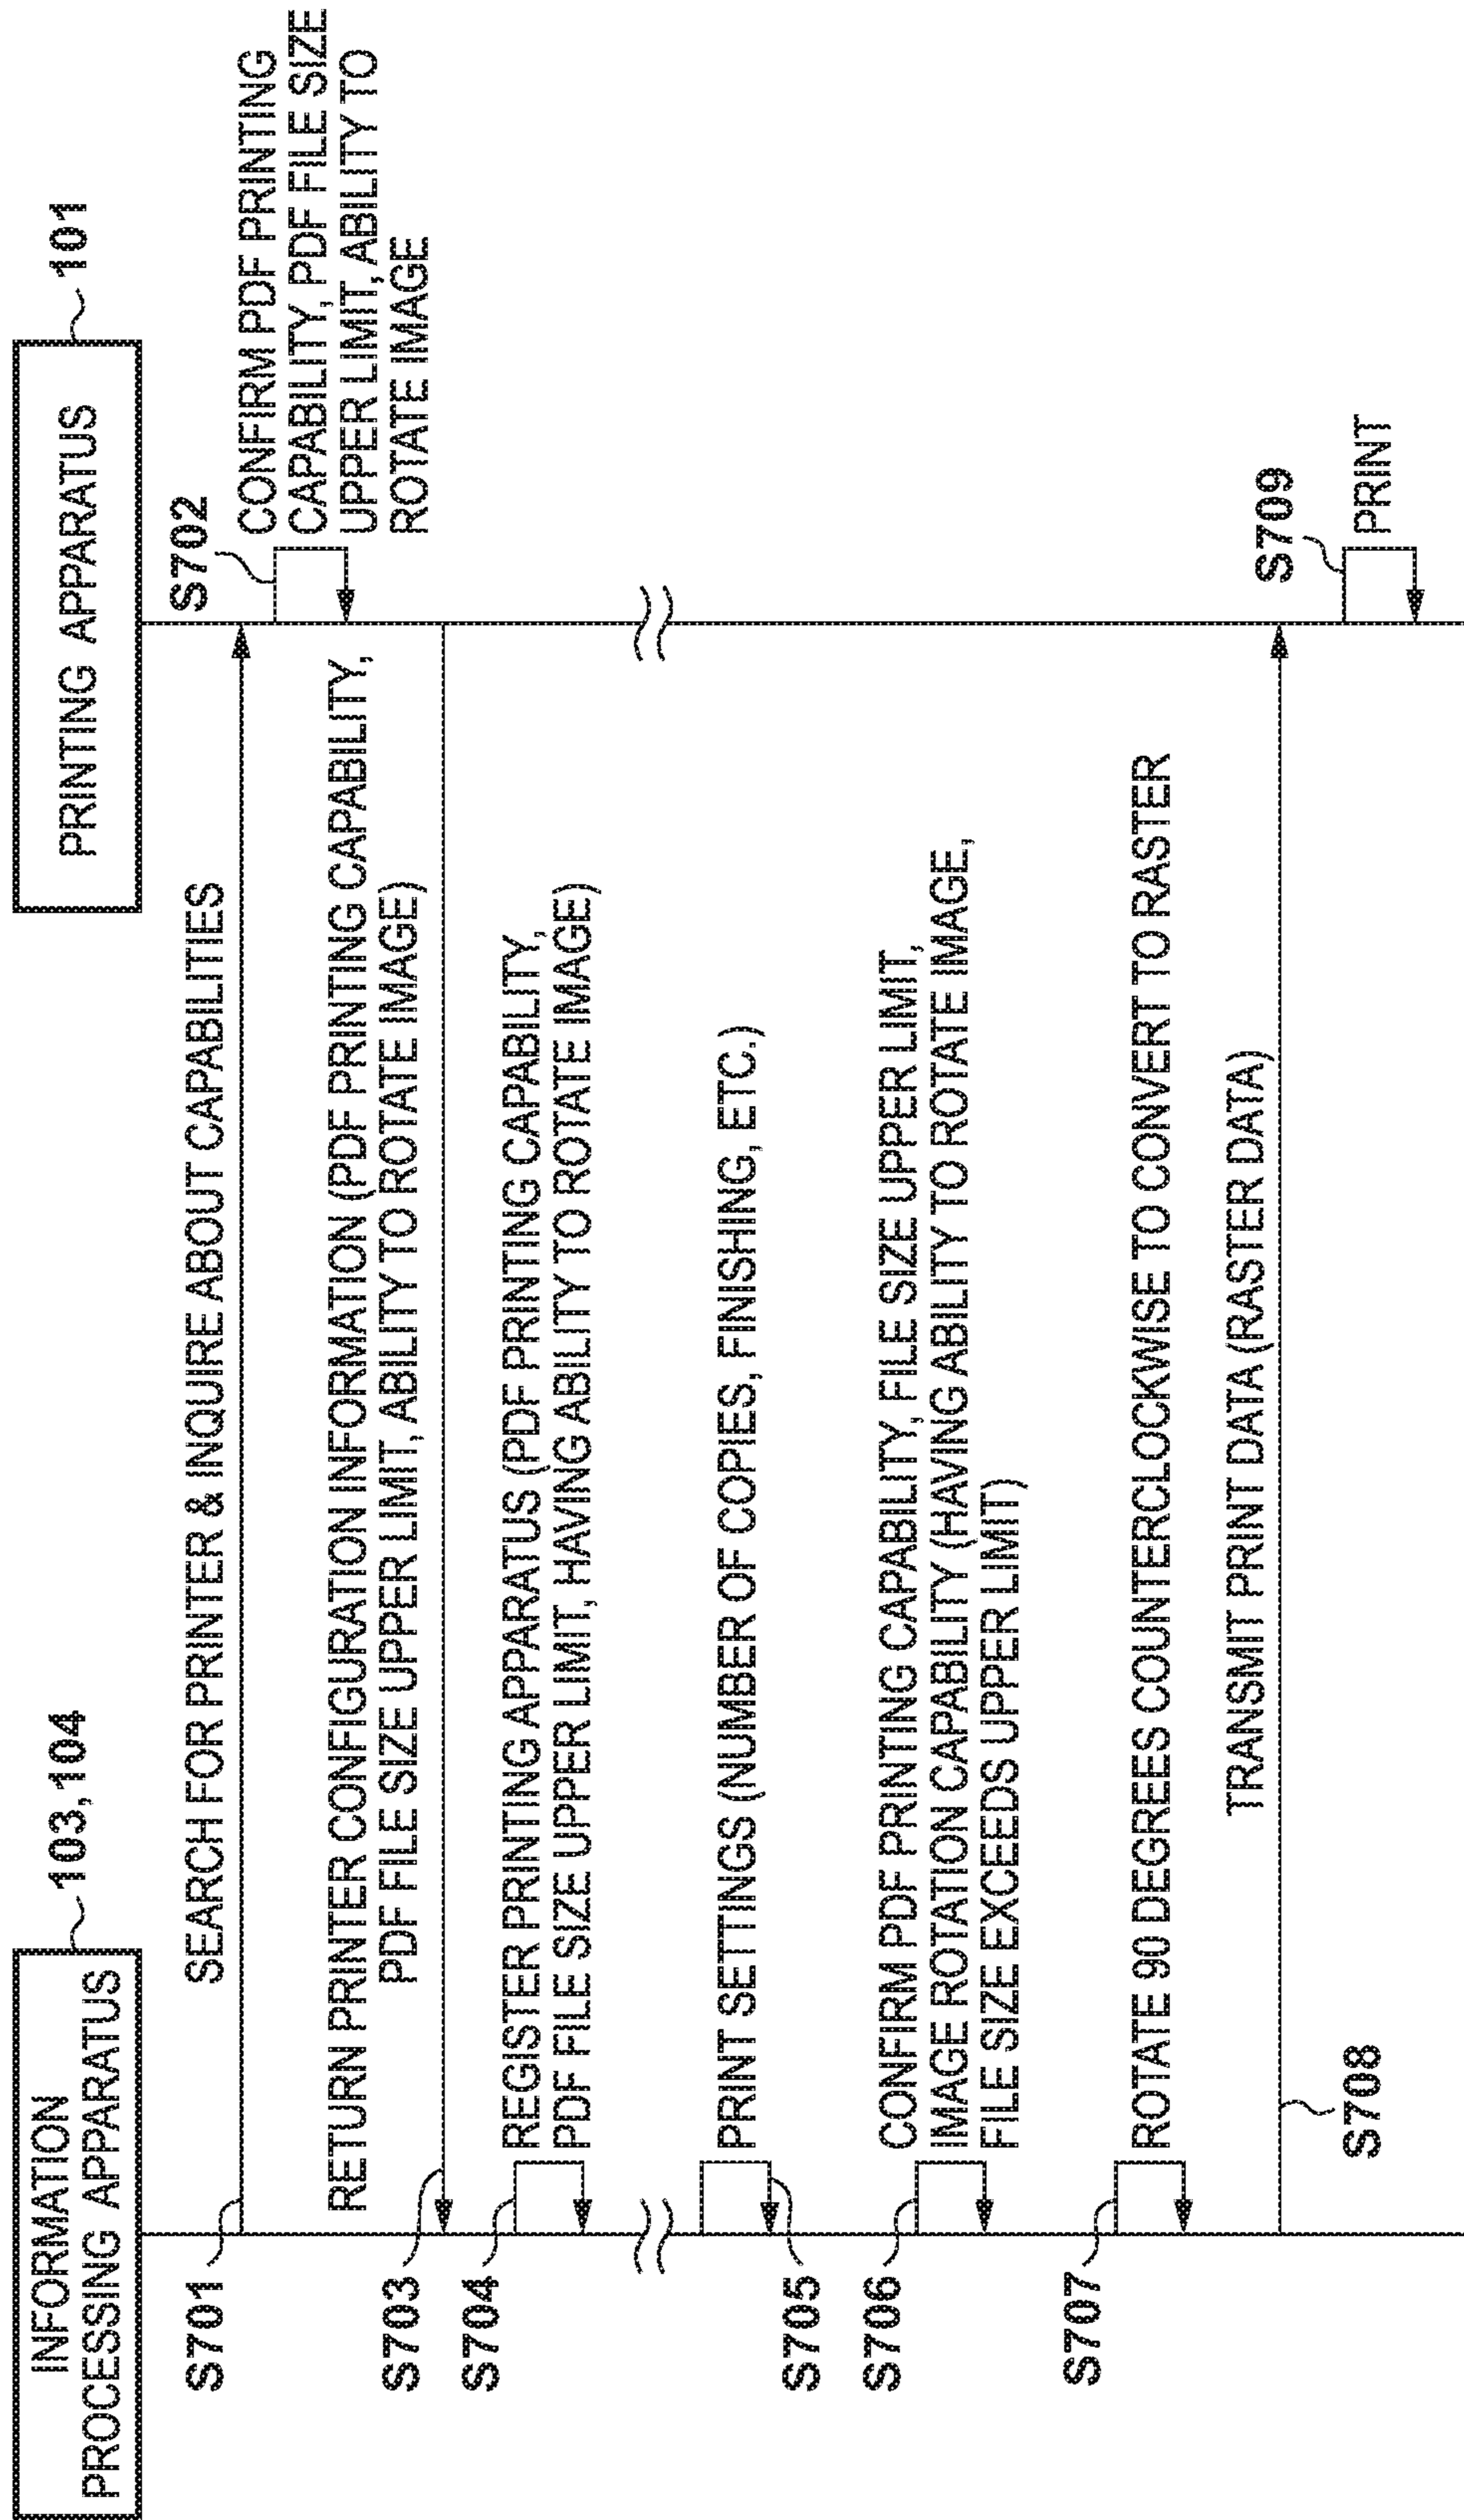 INFORMATION
PROCESSING APPARATUS
103,104
PRINTING APPARATUS
101
S701
SEARCH FOR PRINTER & INQUIRE ABOUT CAPABILITIES
S702
CONFIRM PDF PRINTING
CAPABILITY, PDF FILE SIZE
UPPER LIMIT, ABILITY TO
ROTATE IMAGE
RETURN PRINTER CONFIGURATION INFORMATION (PDF PRINTING CAPABILITY,
PDF FILE SIZE UPPER LIMIT, ABILITY TO ROTATE IMAGE)
S703
S704
REGISTER PRINTING APPARATUS (PDF PRINTING CAPABILITY,
PDF FILE SIZE UPPER LIMIT, HAVING ABILITY TO ROTATE IMAGE)
PRINT SETTINGS (NUMBER OF COPIES, FINISHING, ETC.)
S705
S706
CONFIRM PDF PRINTING CAPABILITY, FILE SIZE UPPER LIMIT,
IMAGE ROTATION CAPABILITY (HAVING ABILITY TO ROTATE IMAGE,
FILE SIZE EXCEEDS UPPER LIMIT)
S707
ROTATE 90 DEGREES COUNTERCLOCKWISE TO CONVERT TO RASTER
TRANSMIT PRINT DATA (RASTER DATA)
S708
S709
PRINT